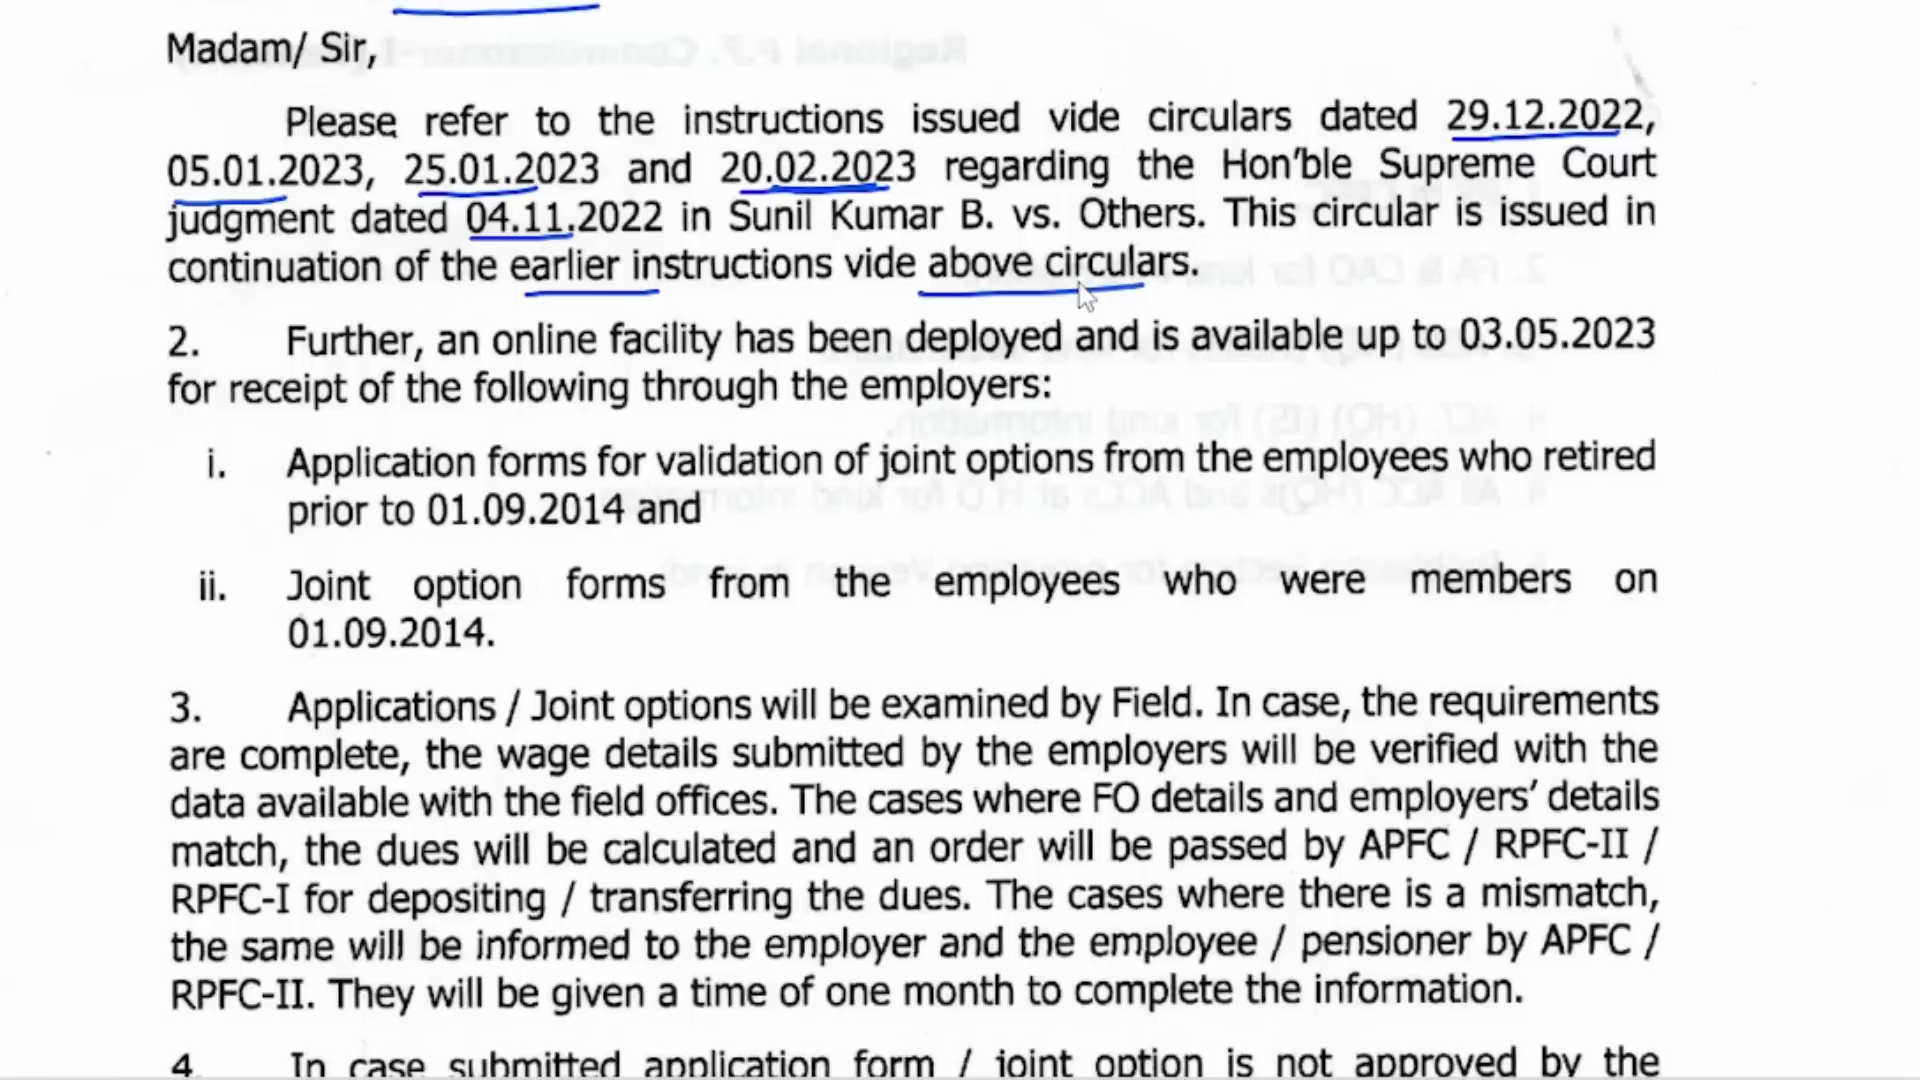 Madam/ Sir,
Please refer to the instructions issued vide circulars dated 29.12.2022,
05.01.2023, 25.01.2023 and 20.02.2023 regarding the Hon'ble Supreme Court
judgment dated 04.11.2022 in Sunil Kumar B. vs. Others. This circular is issued in
continuation of the earlier instructions vide above circulars.
2. Further, an online facility has been deployed and is available up to 03.05.2023
for receipt of the following through the employers:
i. Application forms for validation of joint options from the employees who retired
prior to 01.09.2014 and
ii. Joint option forms from the employees who were members on
01.09.2014.
3. Applications / Joint options will be examined by Field. In case, the requirements
are complete, the wage details submitted by the employers will be verified with the
data available with the field offices. The cases where FO details and employers' details
match, the dues will be calculated and an order will be passed by APFC / RPFC-II /
RPFC-I for depositing / transferring the dues. The cases where there is a mismatch,
the same will be informed to the employer and the employee / pensioner by APFC /
RPFC-II. They will be given a time of one month to complete the information.
4. In case submitted application form / joint option is not approved by the